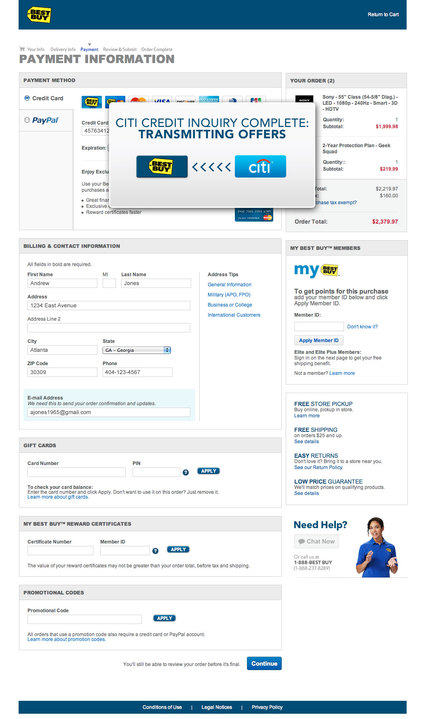 BEST BUY
Return to Cart
Your Info Delivery Info Payment Review & Submit Order Complete
PAYMENT INFORMATION
PAYMENT METHOD
Credit Card
PayPal
Credit Card
45763412
Expiration:
Enjoy Exclu
Use your Be
purchases a
Great finan
Exclusive
Reward certificates faster
CITI CREDIT INQUIRY COMPLETE:
TRANSMITTING OFFERS
BEST BUY <<<<< citi
YOUR ORDER (2)
Sony - 55" Class (54-5/8" Diag.) -
LED - 1080p - 240Hz - Smart - 3D
- HDTV
Quantity: 1
Subtotal: $1,999.98
2-Year Protection Plan - Geek
Squad
Quantity: 1
Subtotal: $219.99
otal: $2,219.97
$160.00
hase tax exempt?
Order Total: $2,379.97
BILLING & CONTACT INFORMATION
All fields in bold are required.
First Name MI Last Name
Andrew Jones
Address
1234 East Avenue
Address Line 2
City State
Atlanta GA – Georgia
ZIP Code Phone
30309 404-123-4567
E-mail Address
We need this to send your order confirmation and updates.
ajones1965@gmail.com
Address Tips
General Information
Military (APO, FPO)
Business or College
International Customers
MY BEST BUY™ MEMBERS
my BEST BUY
To get points for this purchase
add your member ID below and click
Apply Member ID.
Member ID:
Don't know it?
Apply Member ID
Elite and Elite Plus Members:
Sign in on the next page to get your free
shipping benefit.
Not a member? Learn more
FREE STORE PICKUP
Buy online, pickup in store.
Learn more
FREE SHIPPING
on orders $25 and up.
See details
EASY RETURNS
Don't love it? Bring it to a store near you.
See our Return Policy
LOW PRICE GUARANTEE
We'll match prices on qualifying products.
See details
GIFT CARDS
Card Number PIN
? APPLY
To check your card balance:
Enter the card number and click Apply. Don't want to use it on this order? Just remove it.
Learn more about gift cards.
MY BEST BUY™ REWARD CERTIFICATES
Certificate Number Member ID
? APPLY
The value of your reward certificates may not be greater than your order total, before tax and shipping.
Need Help?
Chat Now
Or call us at
1-888-BEST BUY
(1-888-237-8289)
PROMOTIONAL CODES
Promotional Code
APPLY
All orders that use a promotion code also require a credit card or PayPal account.
Learn more about promotion codes.
You'll still be able to review your order before it's final. Continue
Conditions of Use | Legal Notices | Privacy Policy